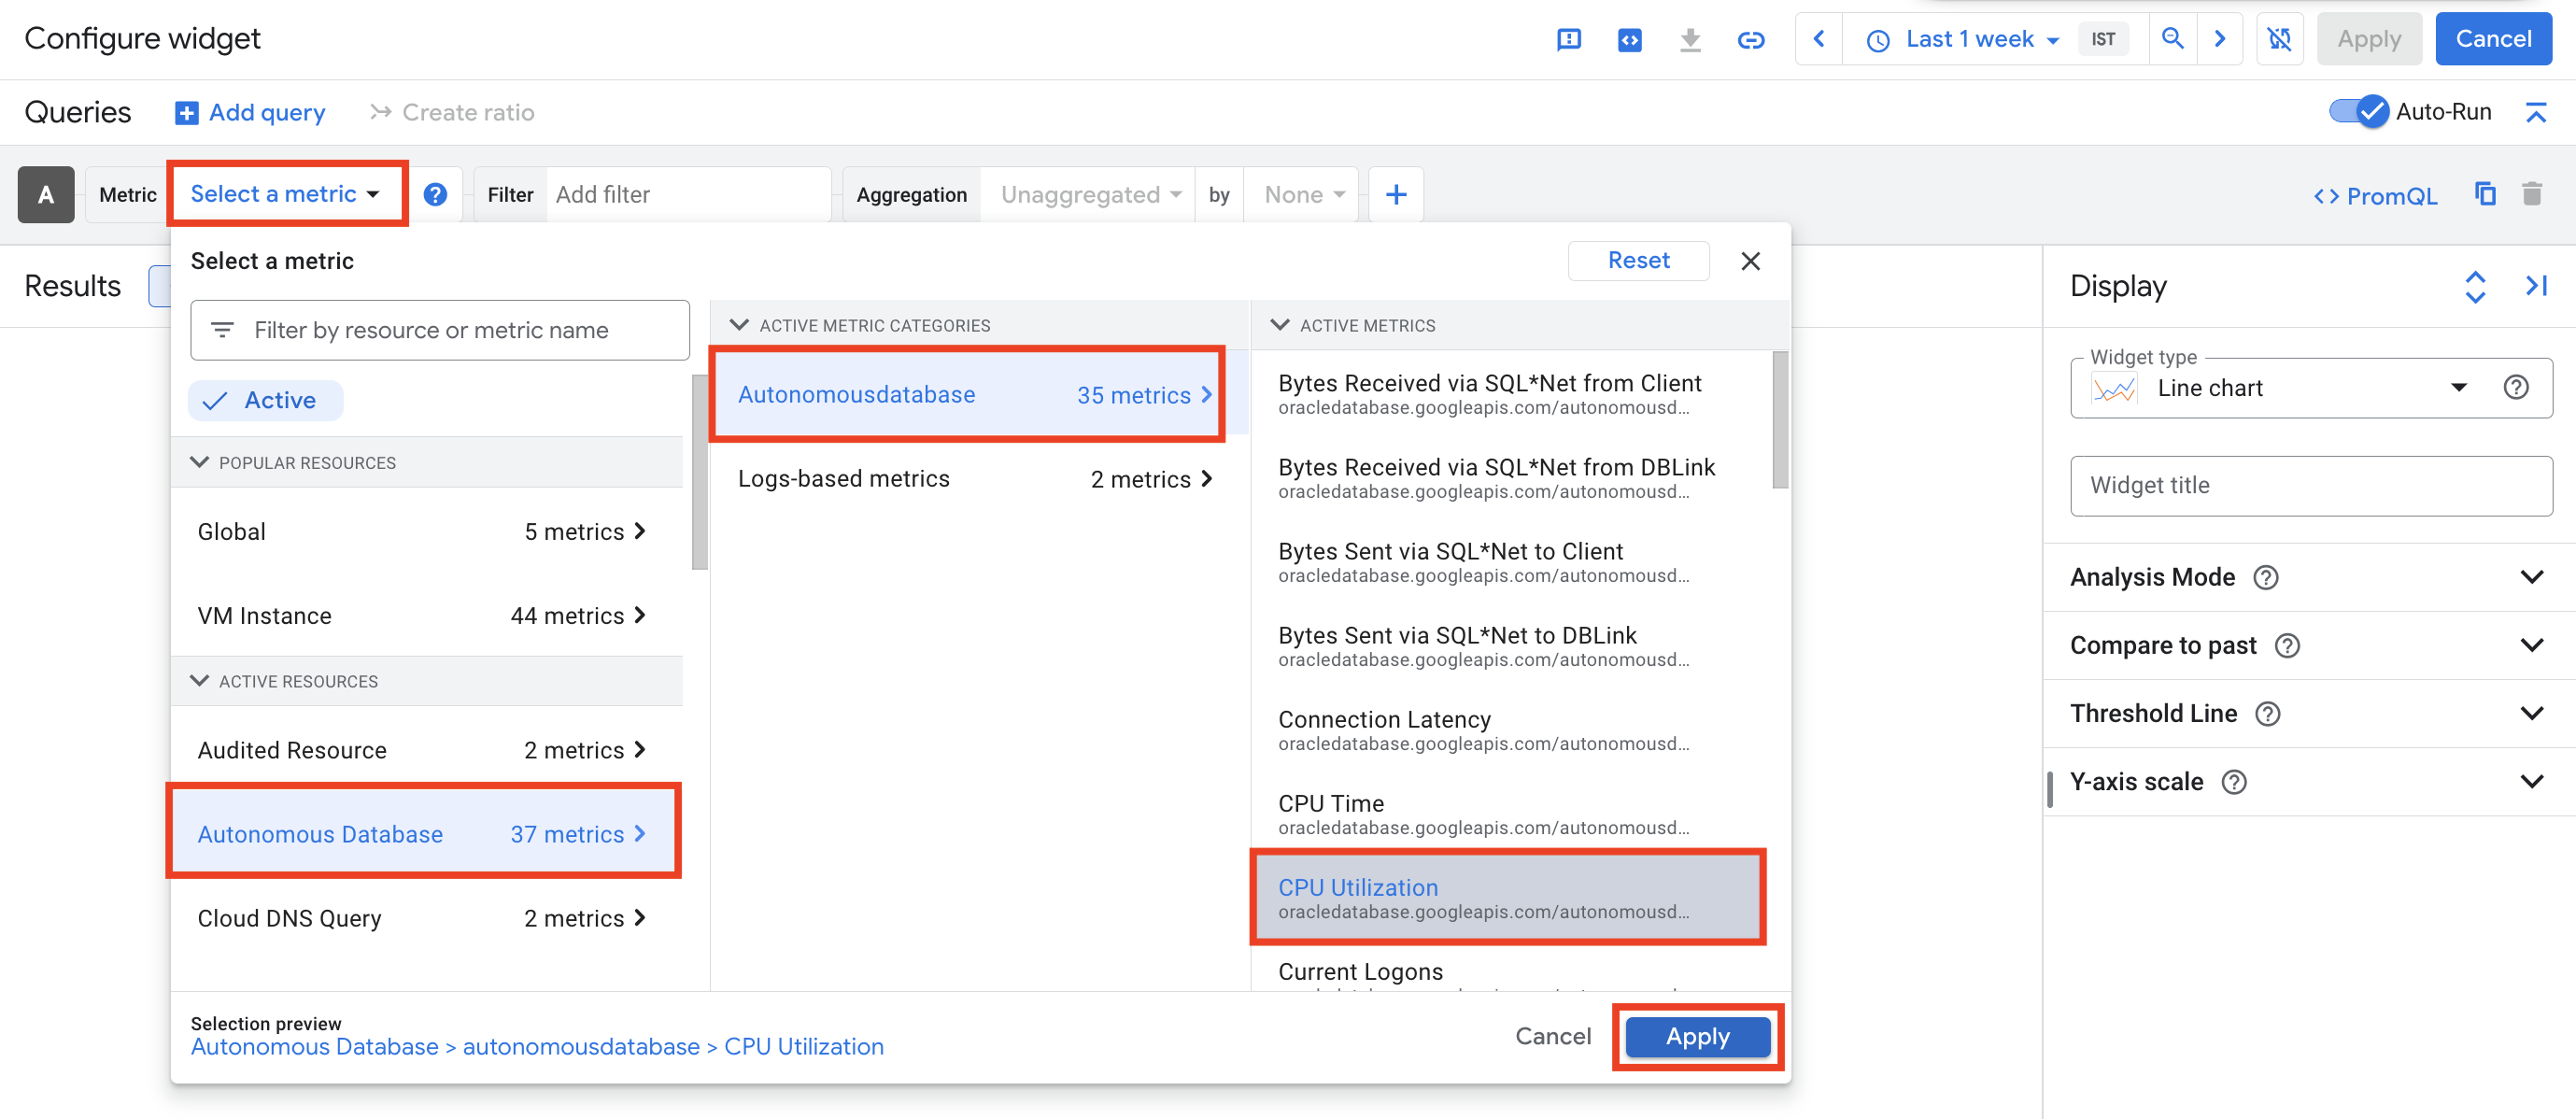 Configure widget
Last 1 week
IST
Apply
Cancel
Queries
Add query
Create ratio
Auto-Run
A
Metric
Select a metric
Filter
Add filter
Aggregation
Unaggregated
by
None
PromQL
Results
Select a metric
Reset
Filter by resource or metric name
Active
POPULAR RESOURCES
Global 5 metrics
VM Instance 44 metrics
ACTIVE RESOURCES
Audited Resource 2 metrics
Autonomous Database 37 metrics
Cloud DNS Query 2 metrics
ACTIVE METRIC CATEGORIES
Autonomousdatabase 35 metrics
Logs-based metrics 2 metrics
ACTIVE METRICS
Bytes Received via SQL*Net from Client
oracledatabase.googleapis.com/autonomousd...
Bytes Received via SQL*Net from DBLink
oracledatabase.googleapis.com/autonomousd...
Bytes Sent via SQL*Net to Client
oracledatabase.googleapis.com/autonomousd...
Bytes Sent via SQL*Net to DBLink
oracledatabase.googleapis.com/autonomousd...
Connection Latency
oracledatabase.googleapis.com/autonomousd...
CPU Time
oracledatabase.googleapis.com/autonomousd...
CPU Utilization
oracledatabase.googleapis.com/autonomousd...
Current Logons
Selection preview
Autonomous Database > autonomousdatabase > CPU Utilization
Cancel
Apply
Display
Widget type
Line chart
Widget title
Analysis Mode
Compare to past
Threshold Line
Y-axis scale